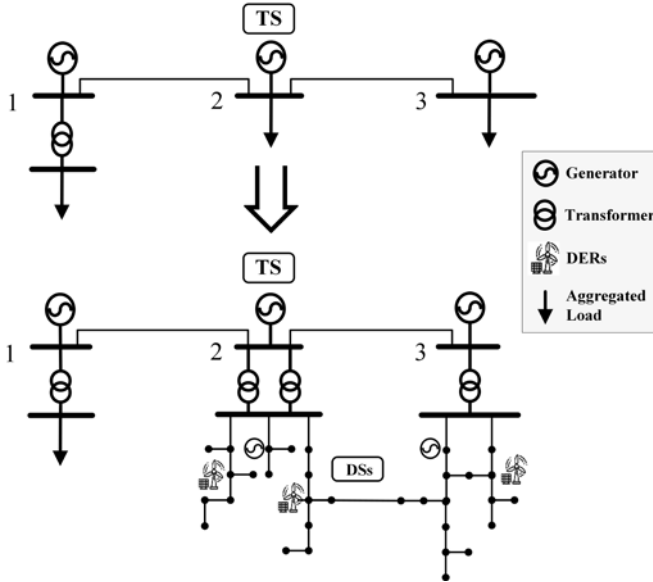 TS
1
2
3
Generator
Transformer
DERs
Aggregated
Load
TS
1
2
3
DSs